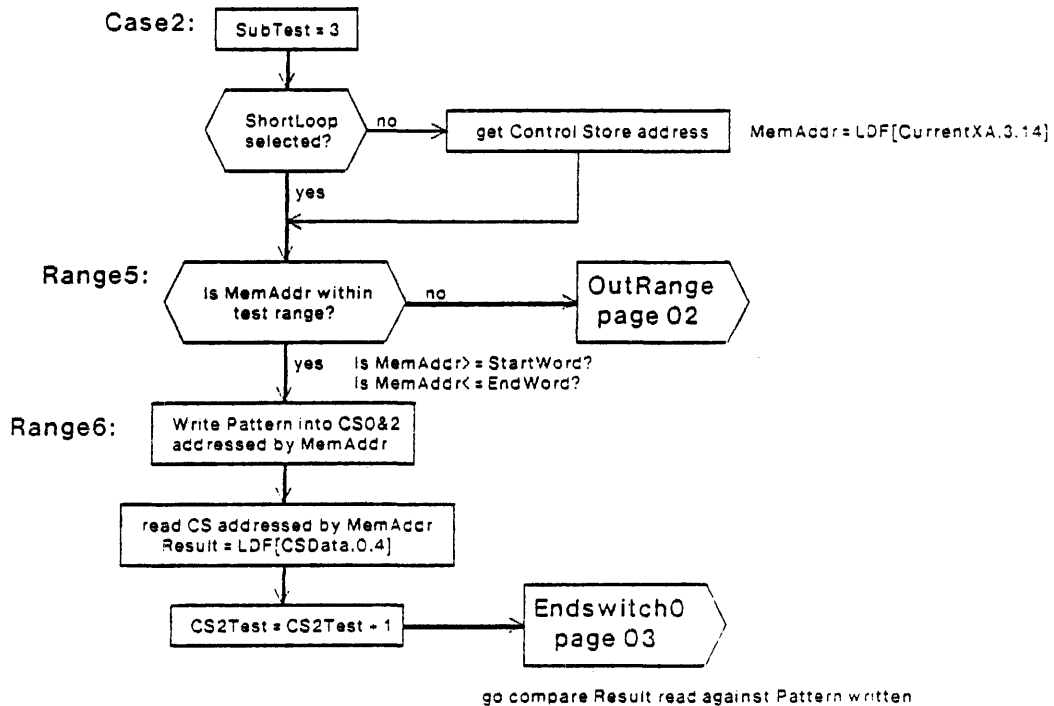 Case2:
SubTest = 3
ShortLoop
selected?
no
get Control Store address
MemAddr = LDF[CurrentXA.3.14]
yes
Range5:
Is MemAddr within
test range?
no
OutRange
page 02
yes
Is MemAddr> = StartWord?
Is MemAddr< = EndWord?
Range6:
Write Pattern into CS0&2
addressed by MemAddr
read CS addressed by MemAddr
Result = LDF[CSData.0.4]
CS2Test = CS2Test + 1
Endswitch0
page 03
go compare Result read against Pattern written